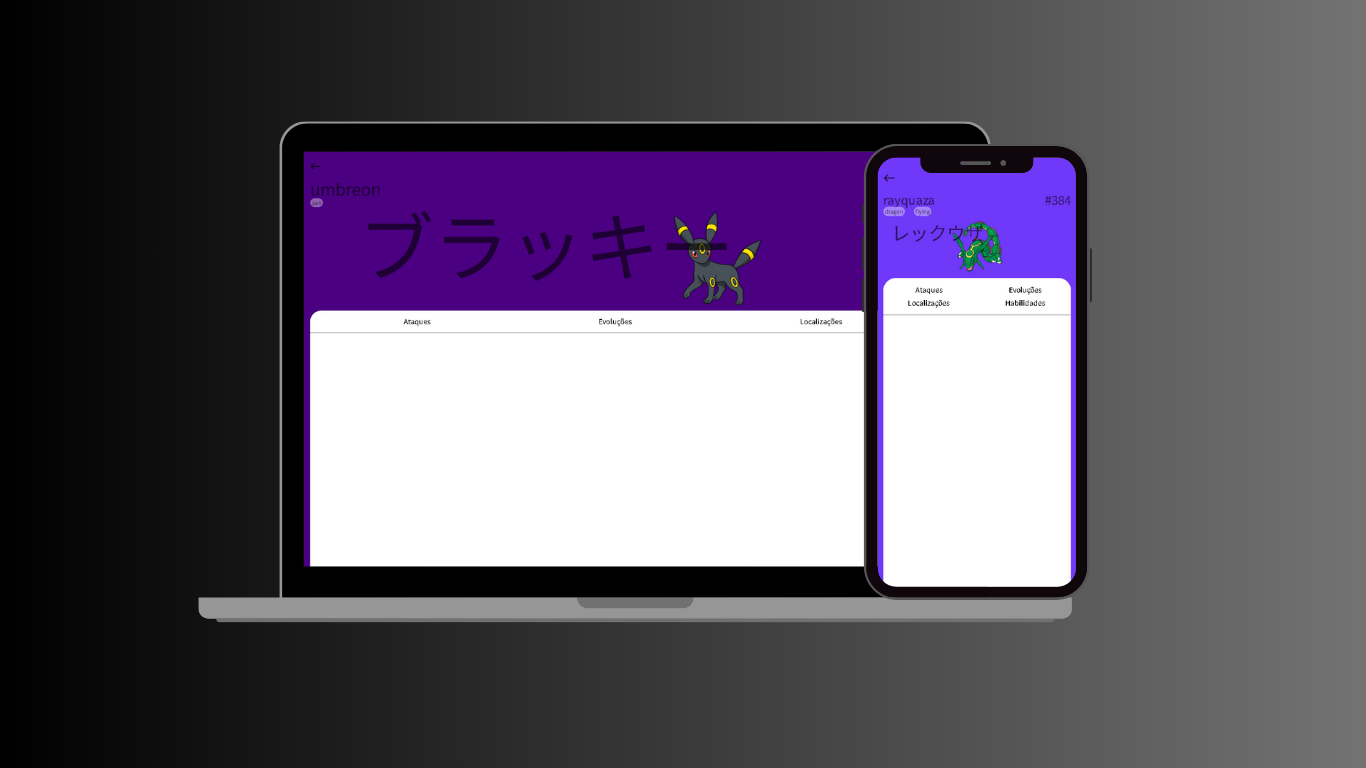 ←
umbreon
dark
ブラッキー
Ataques Evoluções Localizações
←
rayquaza #384
dragon flying
レックウザ
Ataques Evoluções
Localizações Habilidades